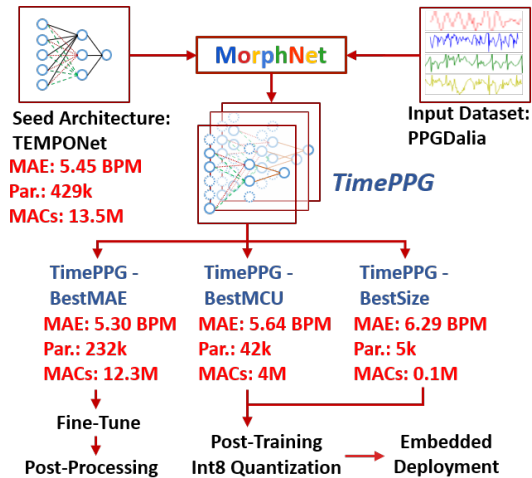 MorphNet
Seed Architecture:
TEMPONet
MAE: 5.45 BPM
Par.: 429k
MACs: 13.5M
Input Dataset:
PPGDalia
TimePPG
TimePPG -
BestMAE
MAE: 5.30 BPM
Par.: 232k
MACs: 12.3M
TimePPG -
BestMCU
MAE: 5.64 BPM
Par.: 42k
MACs: 4M
TimePPG -
BestSize
MAE: 6.29 BPM
Par.: 5k
MACs: 0.1M
Fine-Tune
Post-Processing
Post-Training
Int8 Quantization
Embedded
Deployment